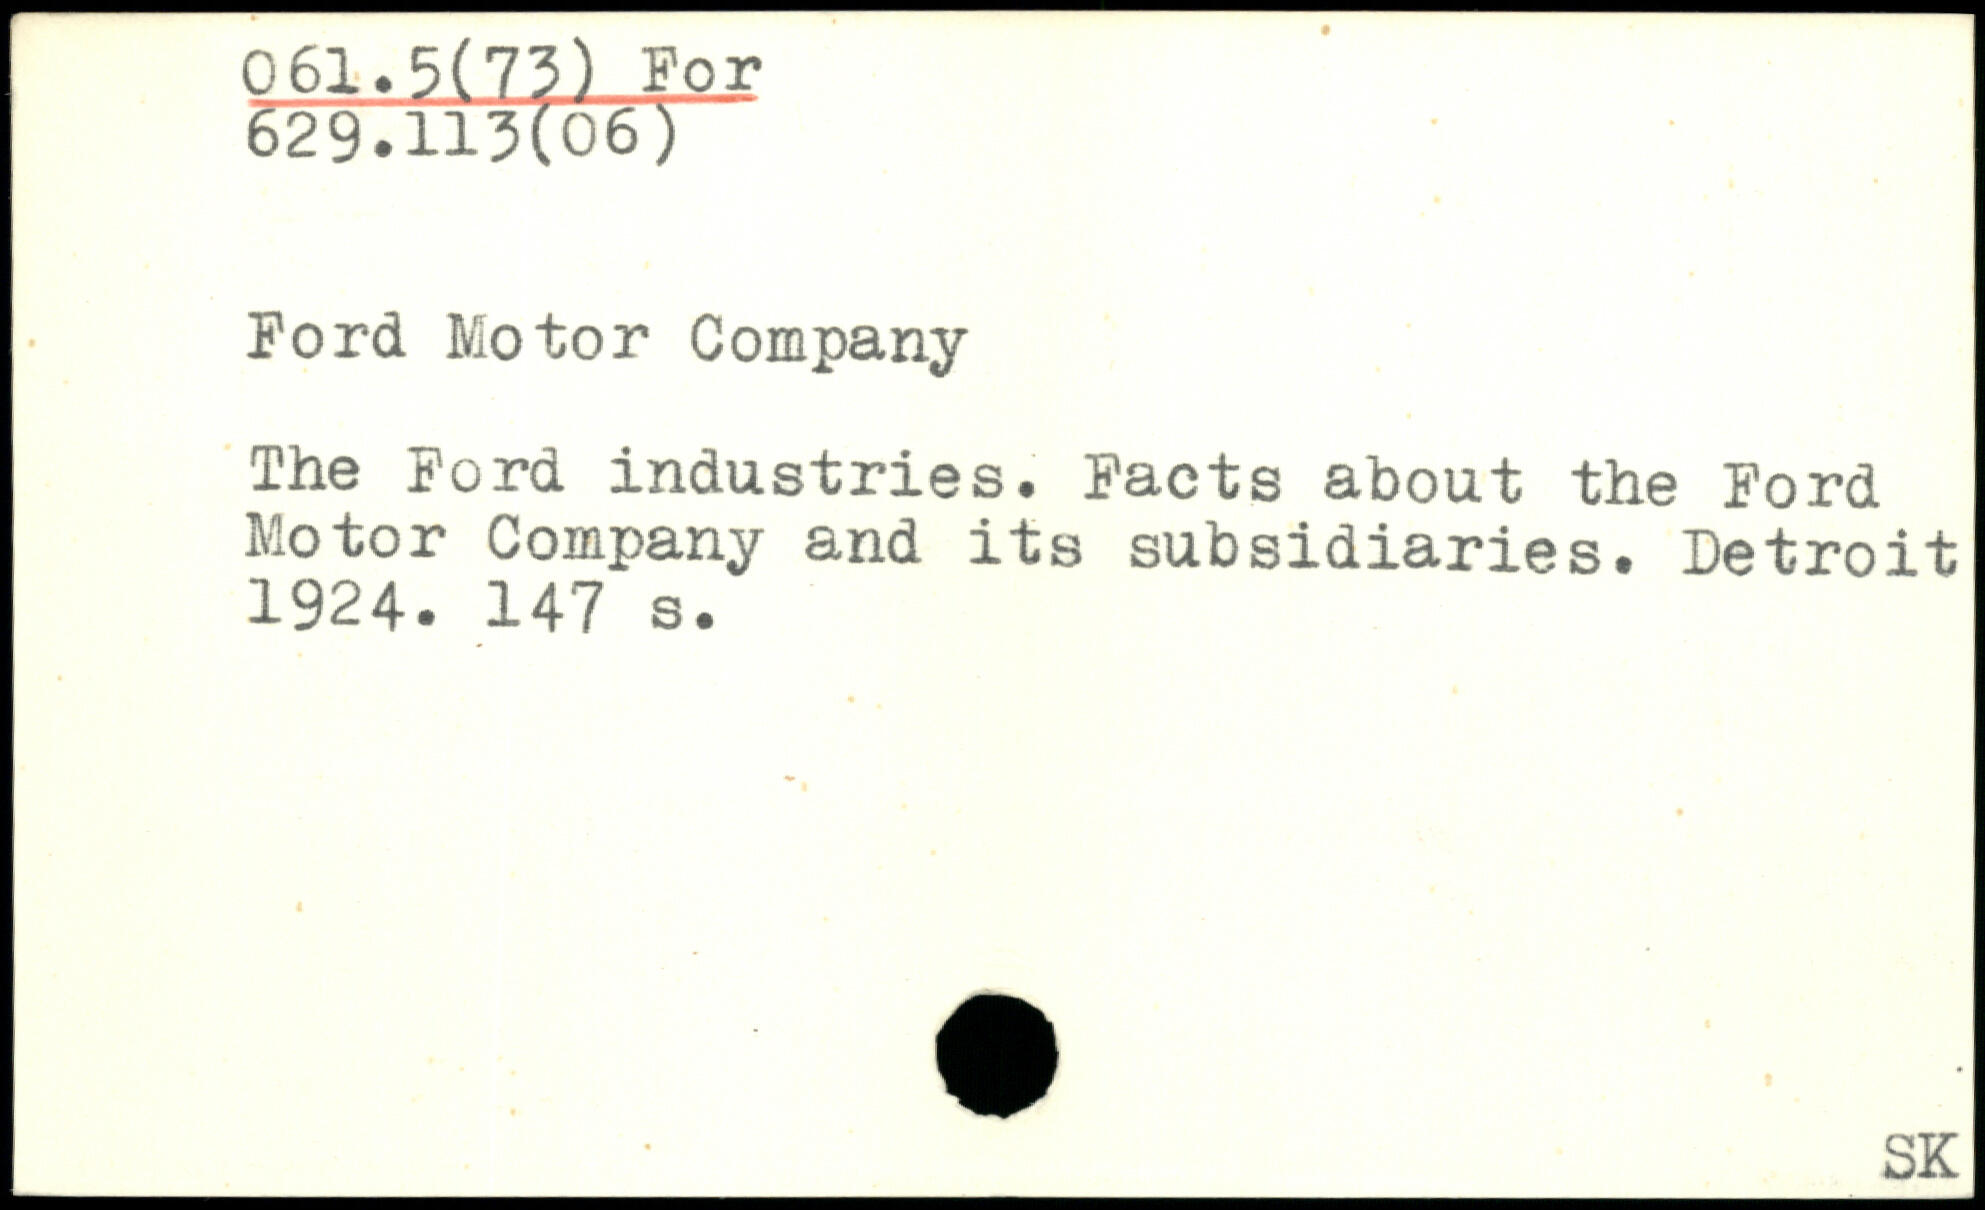 061.5(73) For
629.113(06)
Ford Motor Company
The Ford industries. Facts about the Ford
Motor Company and its subsidiaries. Detroit
1924. 147 s.
SK